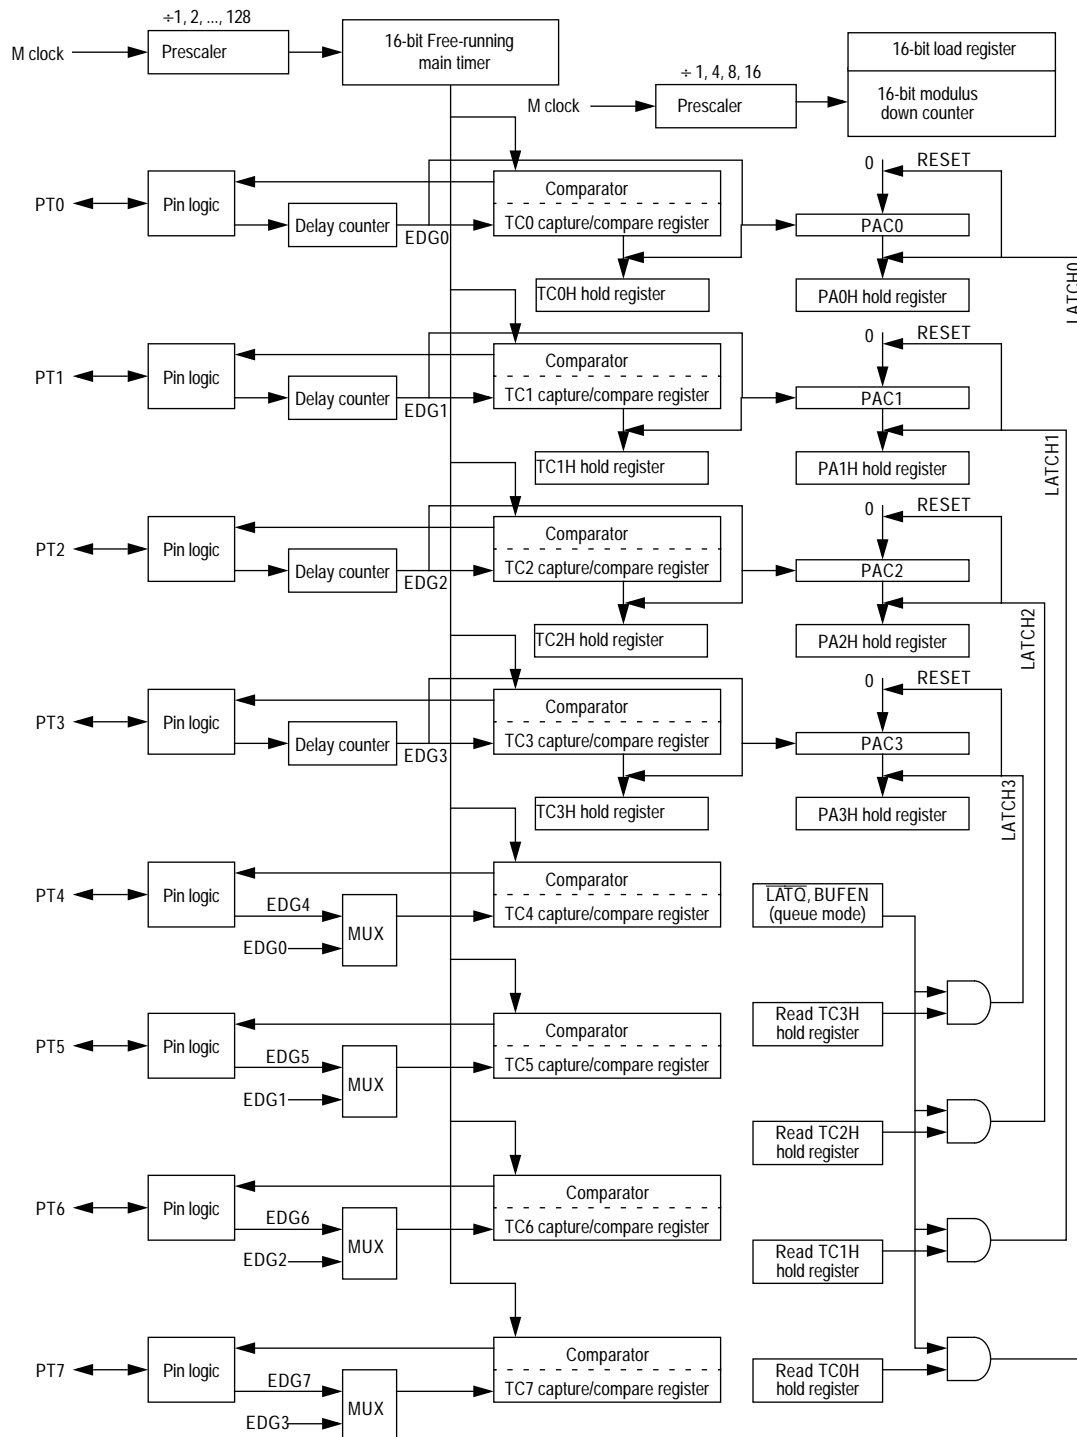 ÷1, 2, ..., 128
M clock
Prescaler
16-bit Free-running
main timer
÷ 1, 4, 8, 16
M clock
Prescaler
16-bit load register
16-bit modulus
down counter
PT0
Pin logic
Delay counter
EDG0
Comparator
TC0 capture/compare register
TC0H hold register
0
RESET
PAC0
PA0H hold register
LATCH0
PT1
Pin logic
Delay counter
EDG1
Comparator
TC1 capture/compare register
TC1H hold register
0
RESET
PAC1
PA1H hold register
LATCH1
PT2
Pin logic
Delay counter
EDG2
Comparator
TC2 capture/compare register
TC2H hold register
0
RESET
PAC2
PA2H hold register
LATCH2
PT3
Pin logic
Delay counter
EDG3
Comparator
TC3 capture/compare register
TC3H hold register
0
RESET
PAC3
PA3H hold register
LATCH3
PT4
Pin logic
EDG4
EDG0
MUX
Comparator
TC4 capture/compare register
LATQ, BUFEN
(queue mode)
PT5
Pin logic
EDG5
EDG1
MUX
Comparator
TC5 capture/compare register
Read TC3H
hold register
Read TC2H
hold register
PT6
Pin logic
EDG6
EDG2
MUX
Comparator
TC6 capture/compare register
Read TC1H
hold register
PT7
Pin logic
EDG7
EDG3
MUX
Comparator
TC7 capture/compare register
Read TC0H
hold register